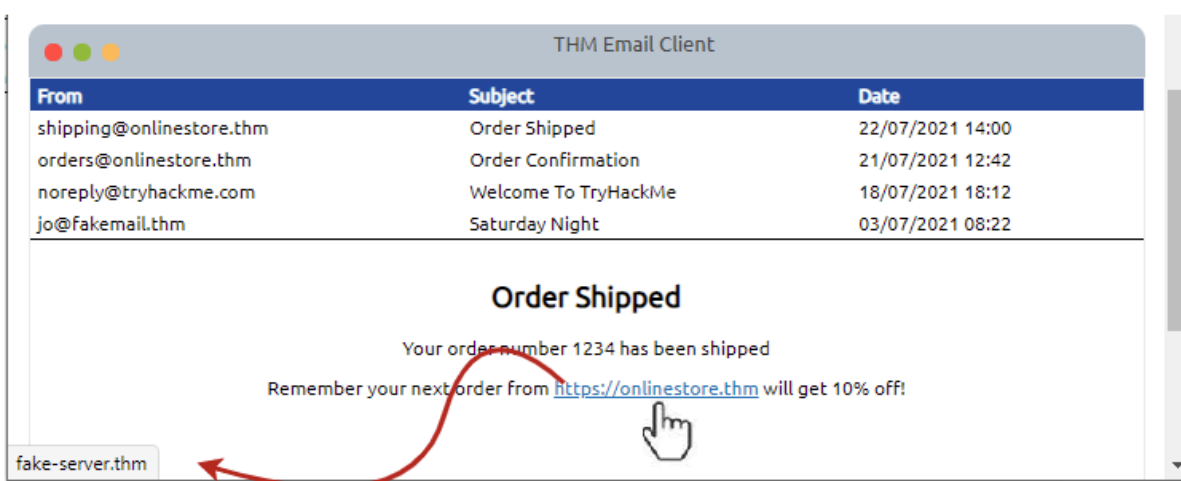 THM Email Client
From Subject Date
shipping@onlinestore.thm Order Shipped 22/07/2021 14:00
orders@onlinestore.thm Order Confirmation 21/07/2021 12:42
noreply@tryhackme.com Welcome To TryHackMe 18/07/2021 18:12
jo@fakemail.thm Saturday Night 03/07/2021 08:22
Order Shipped
Your order number 1234 has been shipped
Remember your next order from https://onlinestore.thm will get 10% off!
fake-server.thm